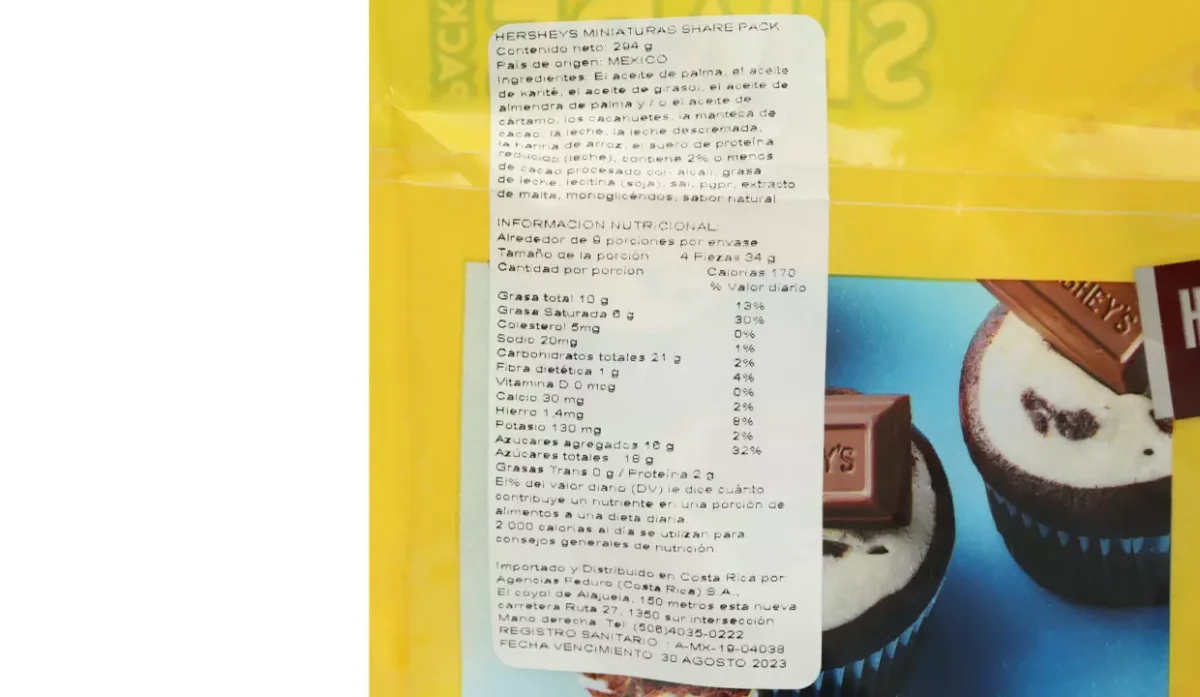 PACK
HERSHEYS MINIATURAS SHARE PACK
Contenido neto: 294 g
País de origen: MEXICO
Ingredientes: El aceite de palma, el aceite
de karité, el aceite de girasol, el aceite de
almendra de palma y / o el aceite de
cártamo, los cacahuetes, la manteca de
cacao, la leche, la leche descremada,
la harina de arroz, el suero de proteína
reducido (leche), contiene 2% o menos
de cacao procesado con álcali, grasa
de leche, lecitina (soja), sal, pgpr, extracto
de malta, monoglicéridos, sabor natural
INFORMACION NUTRICIONAL:
Alrededor de 9 porciones por envase
Tamaño de la porción 4 Piezas 34 g
Cantidad por porcion Calorias 170
% Valor diario
Grasa total 10 g 13%
Grasa Saturada 6 g 30%
Colesterol 5mg 0%
Sodio 20mg 1%
Carbohidratos totales 21 g 2%
Fibra dietética 1 g 4%
Vitamina D 0 mcg 0%
Calcio 30 mg 2%
Hierro 1,4mg 8%
Potasio 130 mg 2%
Azucares agregados 16 g 32%
Azúcares totales 18 g
Grasas Trans 0 g / Proteína 2 g
El% del valor diario (DV) le dice cuánto
contribuye un nutriente en una porción de
alimentos a una dieta diaria.
2 000 calorías al día se utilizan para
consejos generales de nutrición.
Importado y Distribuido en Costa Rica por:
Agencias Feduro (Costa Rica) S.A.,
El coyol de Alajuela, 150 metros esta nueva
carretera Ruta 27, 1350 sur intersección
Mano derecha Tel: (506)4035-0222
REGISTRO SANITARIO : A-MX-19-04038
FECHA VENCIMIENTO: 30 AGOSTO 2023
SHEY'S
Y'S
H